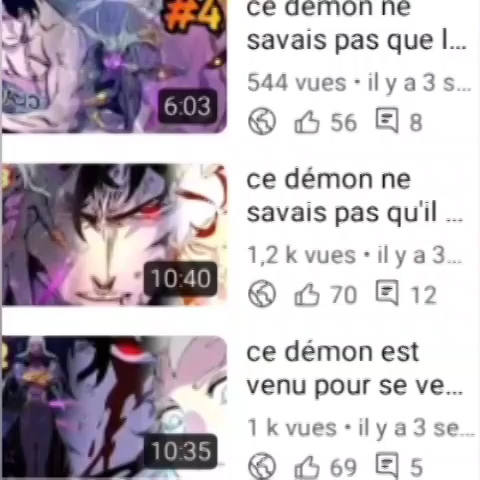 #4
ce démon ne
savais pas que l...
6:03
544 vues • il y a 3 s...
56 8
ce démon ne
savais pas qu'il ...
10:40
1,2 k vues • il y a 3...
70 12
ce démon est
venu pour se ve...
10:35
1 k vues • il y a 3 se...
69 5